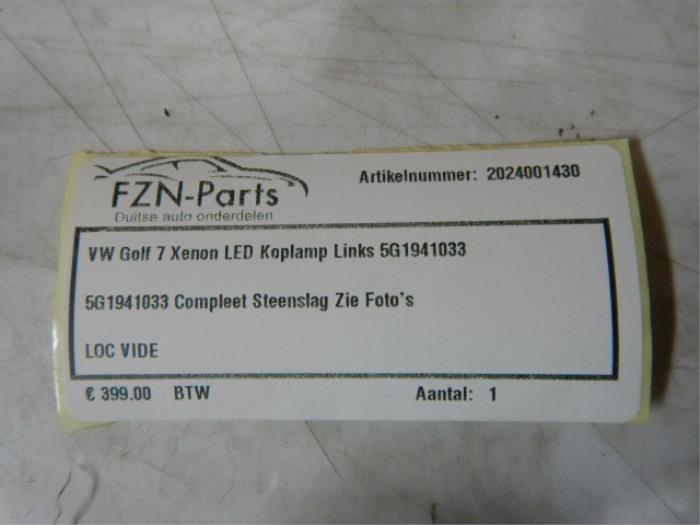 FZN-Parts
Duitse auto onderdelen
Artikelnummer: 2024001430
VW Golf 7 Xenon LED Koplamp Links 5G1941033
5G1941033 Compleet Steenslag Zie Foto's
LOC VIDE
€ 399.00 BTW Aantal: 1